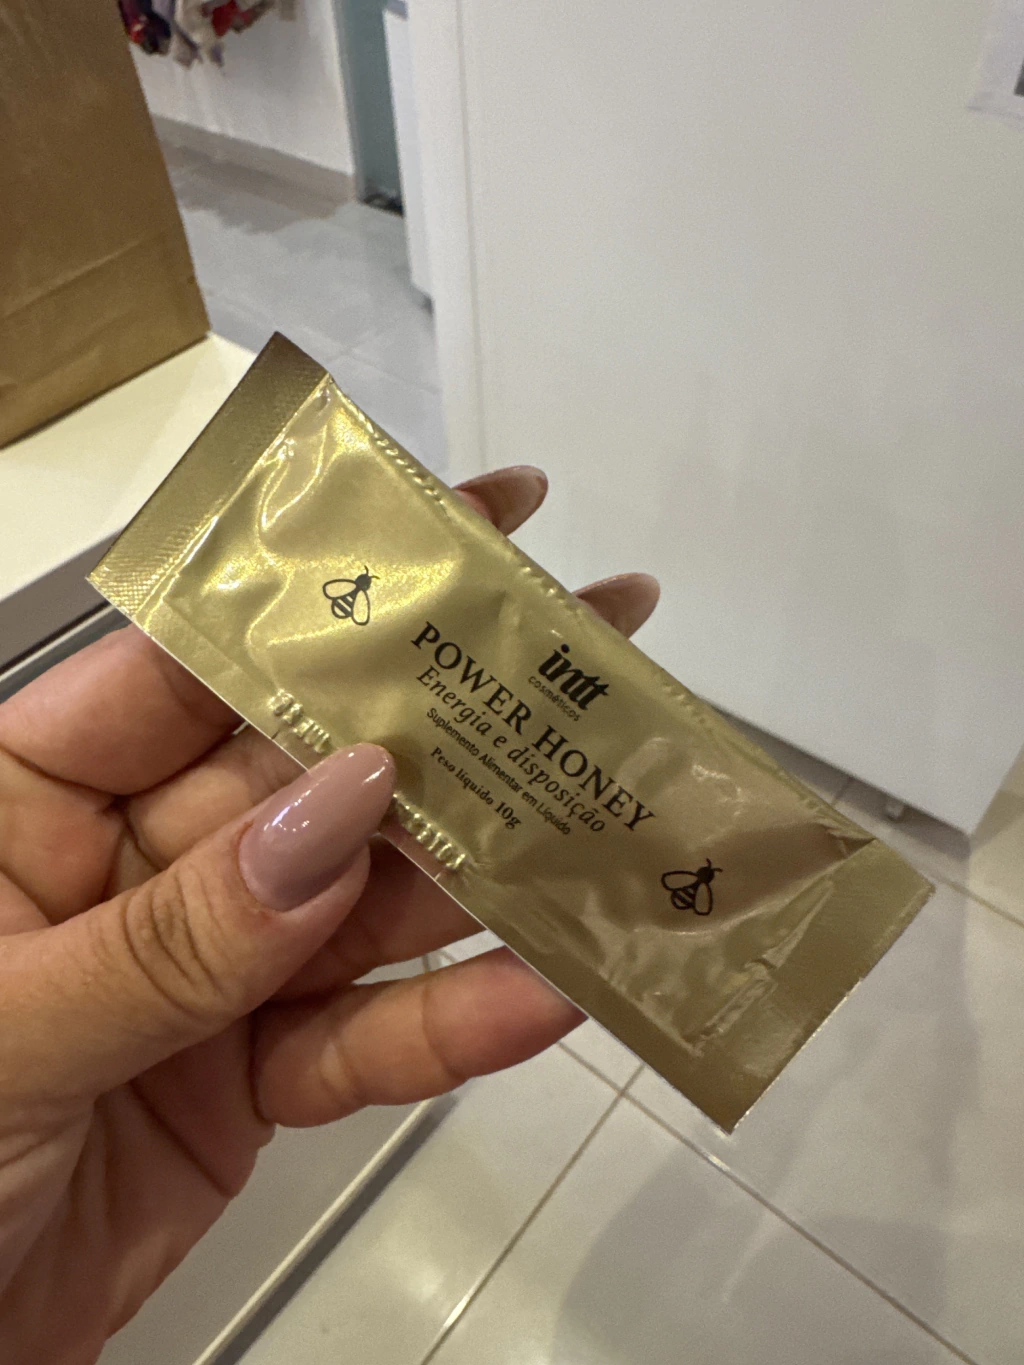 intt
cosméticos
POWER HONEY
Energia e disposição
Suplemento Alimentar em Líquido
Peso líquido 10g